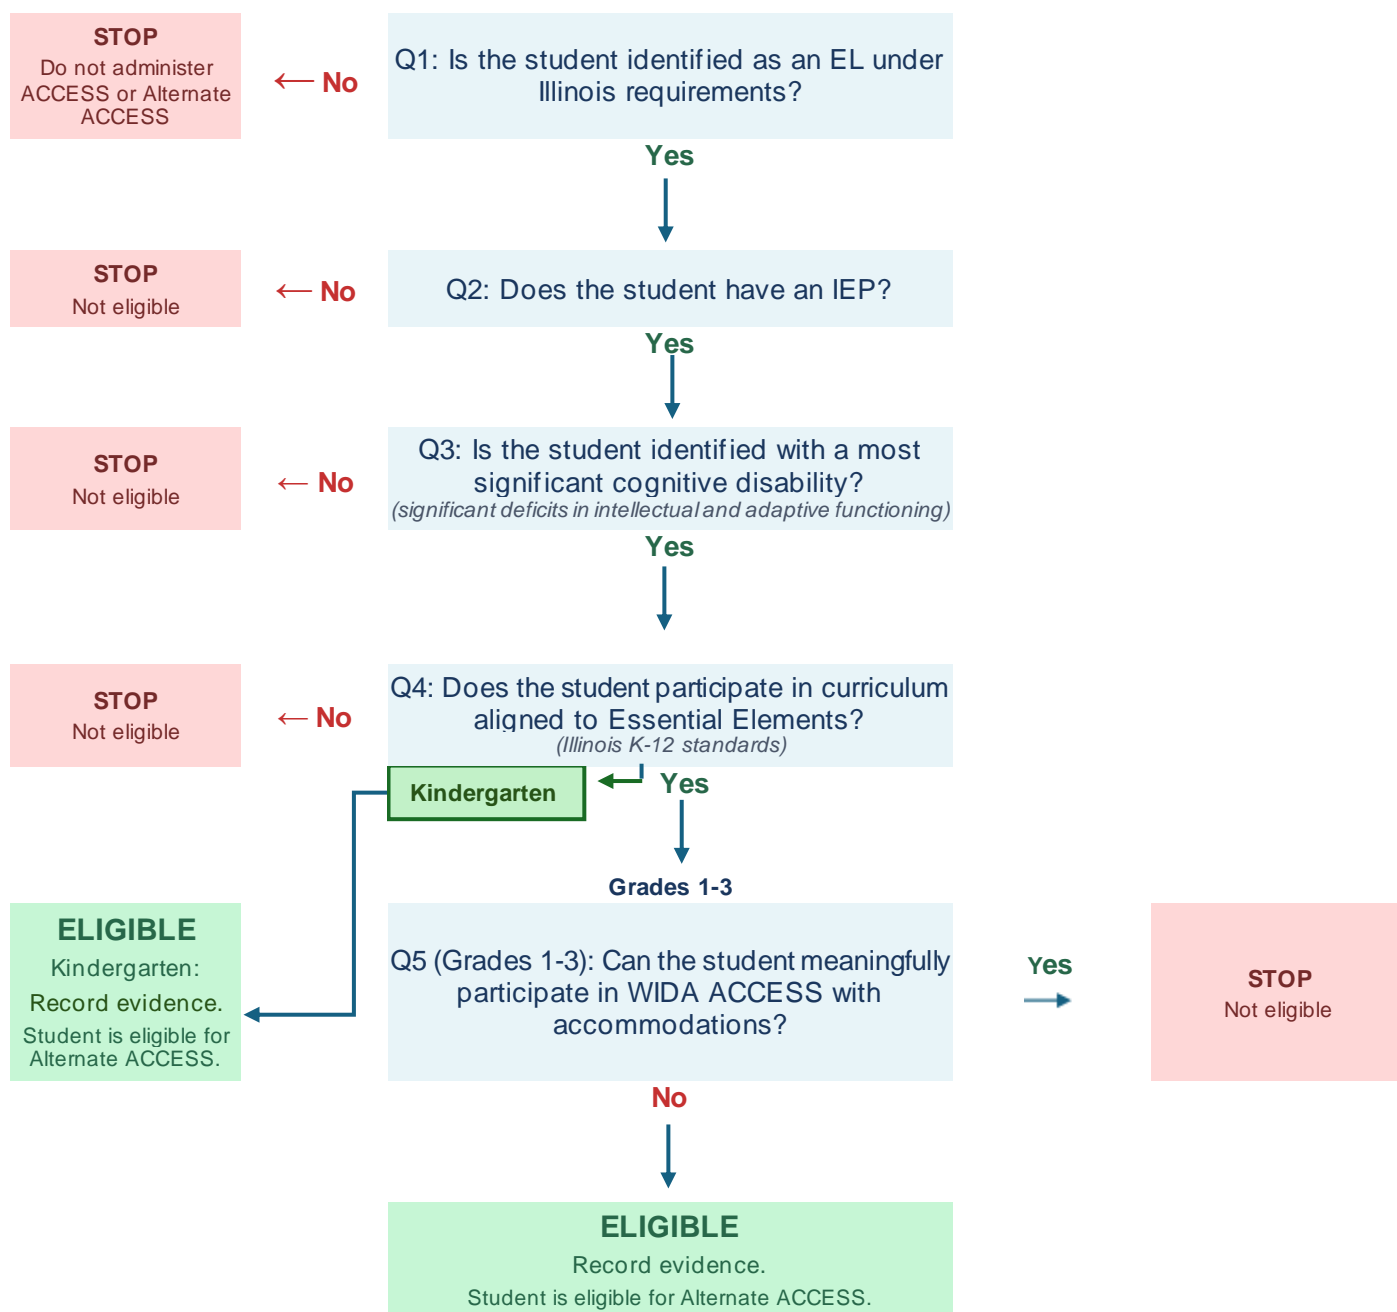 STOP
Do not administer
ACCESS or Alternate
ACCESS
← No
Q1: Is the student identified as an EL under
Illinois requirements?
Yes
STOP
Not eligible
← No
Q2: Does the student have an IEP?
Yes
STOP
Not eligible
← No
Q3: Is the student identified with a most
significant cognitive disability?
(significant deficits in intellectual and adaptive functioning)
Yes
STOP
Not eligible
← No
Q4: Does the student participate in curriculum
aligned to Essential Elements?
(Illinois K-12 standards)
Kindergarten
Yes
Grades 1-3
ELIGIBLE
Kindergarten:
Record evidence.
Student is eligible for
Alternate ACCESS.
Q5 (Grades 1-3): Can the student meaningfully
participate in WIDA ACCESS with
accommodations?
Yes
STOP
Not eligible
No
ELIGIBLE
Record evidence.
Student is eligible for Alternate ACCESS.